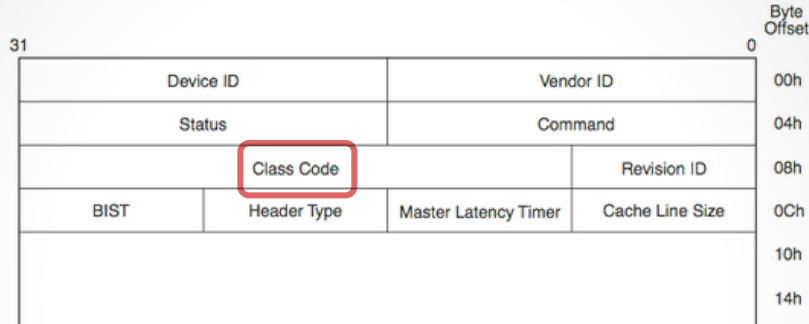 Byte
Offset
31 0
Device ID Vendor ID 00h
Status Command 04h
Class Code Revision ID 08h
BIST Header Type Master Latency Timer Cache Line Size 0Ch
10h
14h